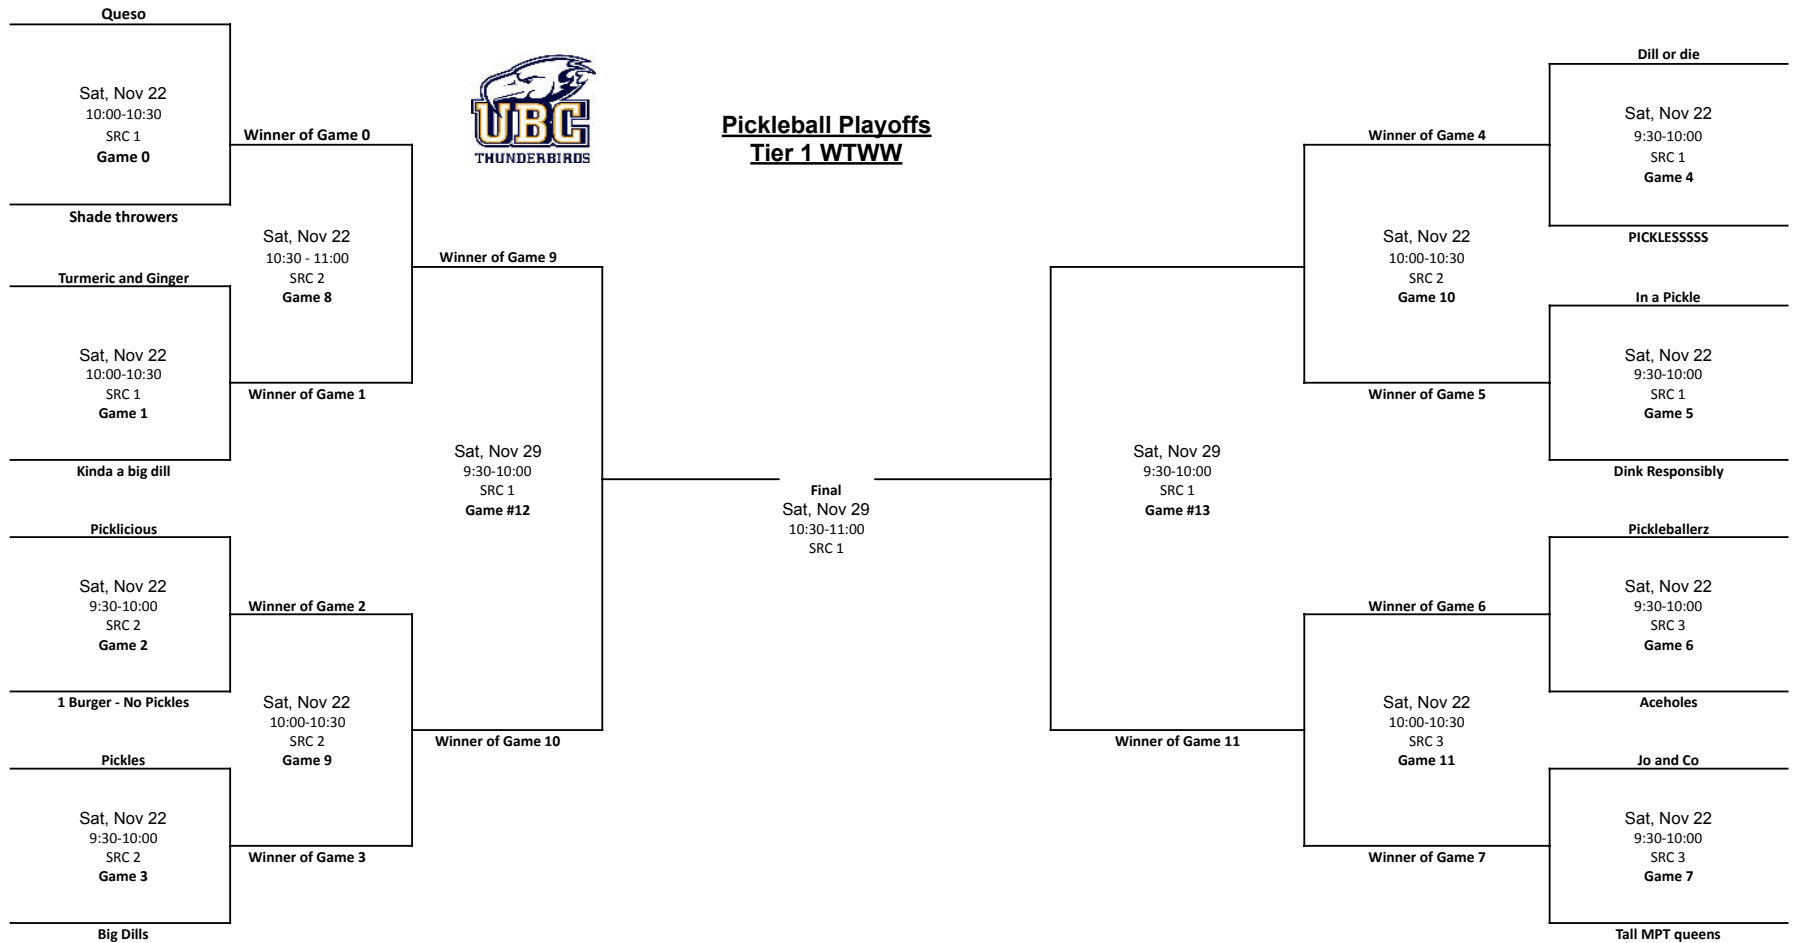 Queso
Sat, Nov 22
10:00-10:30
SRC 1
Game 0
Shade throwers
Turmeric and Ginger
Sat, Nov 22
10:00-10:30
SRC 1
Game 1
Kinda a big dill
Picklicious
Sat, Nov 22
9:30-10:00
SRC 2
Game 2
1 Burger - No Pickles
Pickles
Sat, Nov 22
9:30-10:00
SRC 2
Game 3
Big Dills
Winner of Game 0
Sat, Nov 22
10:30 - 11:00
SRC 2
Game 8
Winner of Game 1
Winner of Game 2
Sat, Nov 22
10:00-10:30
SRC 2
Game 9
Winner of Game 3
UBC
THUNDERBIRDS
Winner of Game 9
Sat, Nov 29
9:30-10:00
SRC 1
Game #12
Winner of Game 10
Pickleball Playoffs
Tier 1 WTWW
Final
Sat, Nov 29
10:30-11:00
SRC 1
Sat, Nov 29
9:30-10:00
SRC 1
Game #13
Winner of Game 11
Winner of Game 4
Sat, Nov 22
10:00-10:30
SRC 2
Game 10
Winner of Game 5
Winner of Game 6
Sat, Nov 22
10:00-10:30
SRC 3
Game 11
Winner of Game 7
Dill or die
Sat, Nov 22
9:30-10:00
SRC 1
Game 4
PICKLESSSSS
In a Pickle
Sat, Nov 22
9:30-10:00
SRC 1
Game 5
Dink Responsibly
Pickleballerz
Sat, Nov 22
9:30-10:00
SRC 3
Game 6
Aceholes
Jo and Co
Sat, Nov 22
9:30-10:00
SRC 3
Game 7
Tall MPT queens